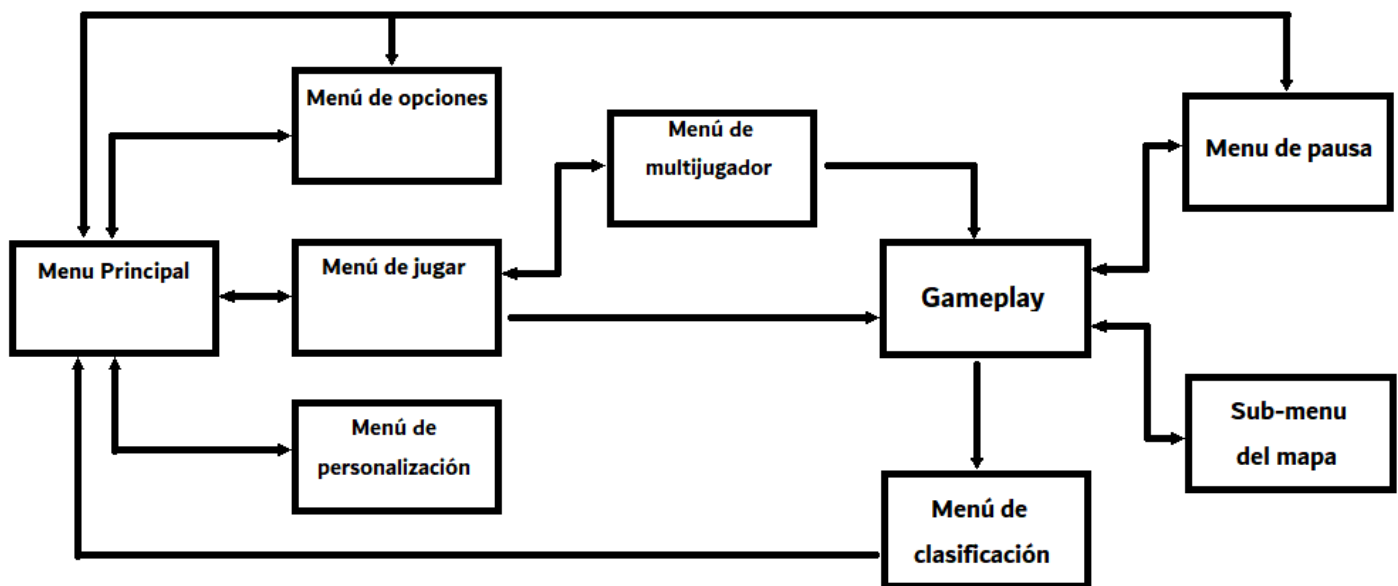 Menú de opciones
Menú de
multijugador
Menu de pausa
Menu Principal
Menú de jugar
Gameplay
Menú de
personalización
Sub-menu
del mapa
Menú de
clasificación